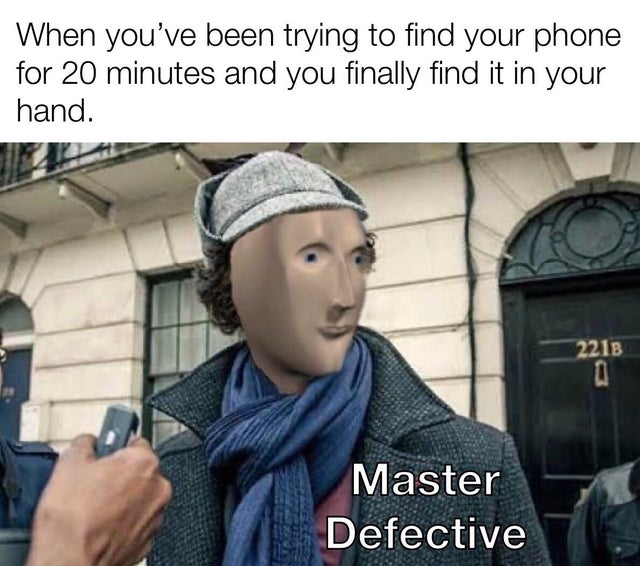 When you’ve been trying to find your phone
for 20 minutes and you finally find it in your
hand.
221B
Master
Defective